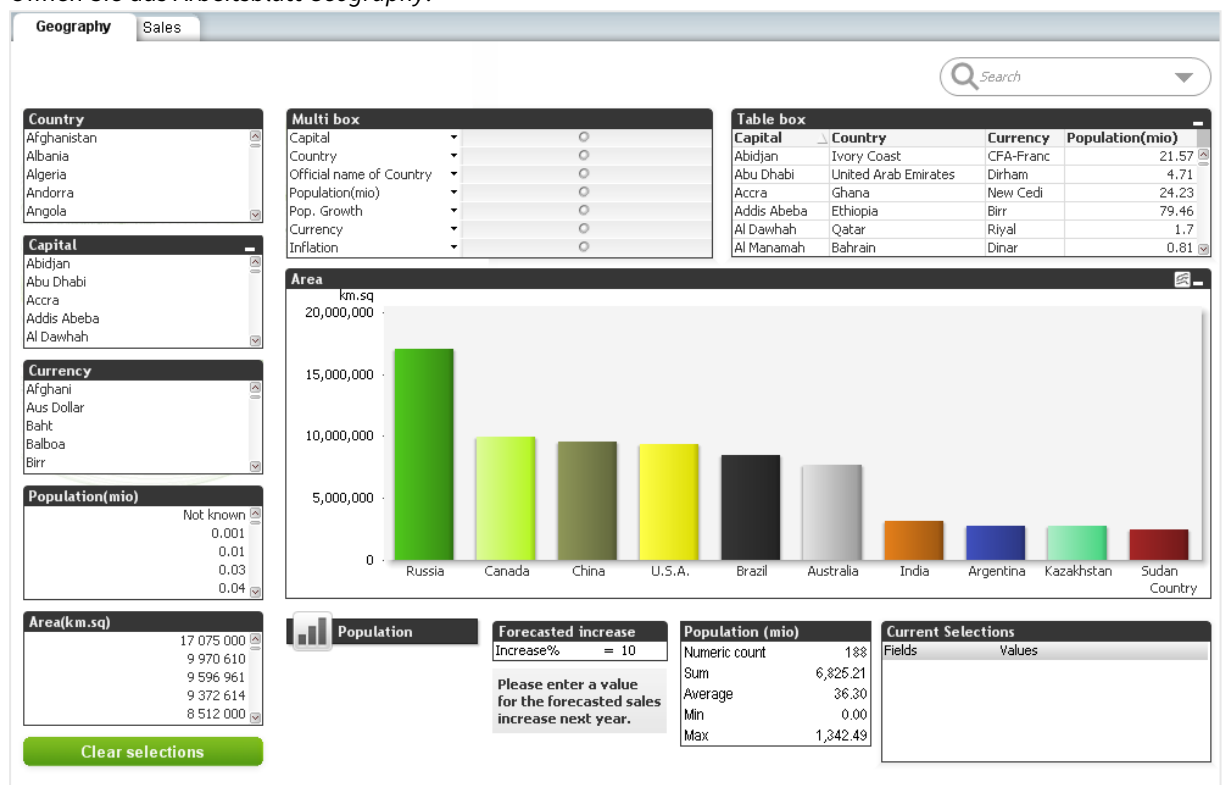 Öffnen Sie das Arbeitsblatt Geography.
Geography Sales
Search
Country
Afghanistan
Albania
Algeria
Andorra
Angola
Capital
Abidjan
Abu Dhabi
Accra
Addis Abeba
Al Dawhah
Currency
Afghani
Aus Dollar
Baht
Balboa
Birr
Population(mio)
Not known
0.001
0.01
0.03
0.04
Area(km.sq)
17 075 000
9 970 610
9 596 961
9 372 614
8 512 000
Clear selections
Multi box
Capital
Country
Official name of Country
Population(mio)
Pop. Growth
Currency
Inflation
Table box
Capital Country Currency Population(mio)
Abidjan Ivory Coast CFA-Franc 21.57
Abu Dhabi United Arab Emirates Dirham 4.71
Accra Ghana New Cedi 24.23
Addis Abeba Ethiopia Birr 79.46
Al Dawhah Qatar Riyal 1.7
Al Manamah Bahrain Dinar 0.81
Area
km.sq
20,000,000
15,000,000
10,000,000
5,000,000
0
Russia Canada China U.S.A. Brazil Australia India Argentina Kazakhstan Sudan
Country
Population
Forecasted increase
Increase% = 10
Please enter a value
for the forecasted sales
increase next year.
Population (mio)
Numeric count 188
Sum 6,825.21
Average 36.30
Min 0.00
Max 1,342.49
Current Selections
Fields Values